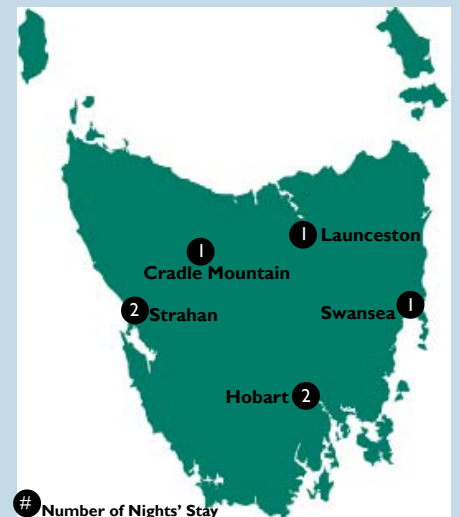 1 Launceston
1
Cradle Mountain
2 Strahan
Swansea 1
Hobart 2
# Number of Nights' Stay